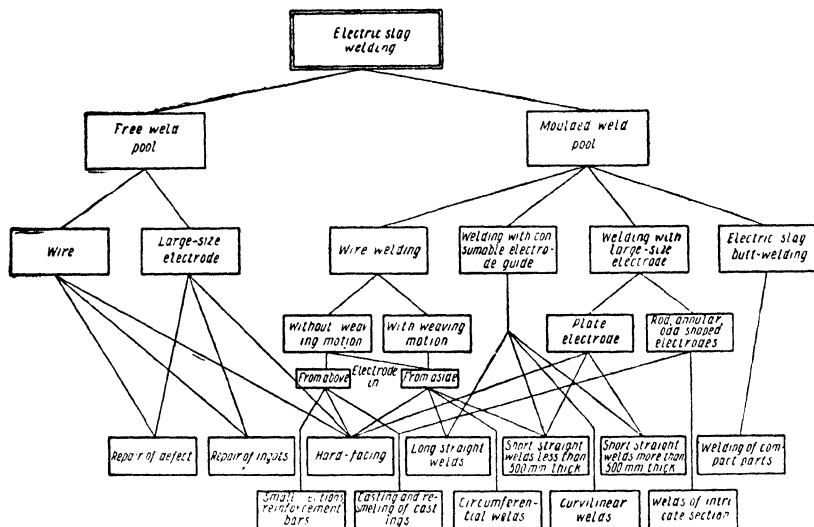 Electric slag
welding
Free weld
pool
Moulded weld
pool
Wire
Large-size
electrode
Wire welding
Welding with con
sumable electro-
de guide
Welding with
large-size
electrode
Electric slag
butt-welding
Without weav
ing motion
With weaving
motion
Plate
electrode
Rod, annular,
odd shaped
electrodes
From above
Electrode
in
From aside
Repair of defect
Repair of ingots
Hard-facing
Long straight
welds
Short straight
welds less than
500 mm thick
Short straight
welds more than
500 mm thick
Welding of com
pact parts
Small
reinforcement
bars
Casting and re-
smelting of cast
ings
Circumferen-
tial welds
Curvilinear
welds
Welds of intri
cate section